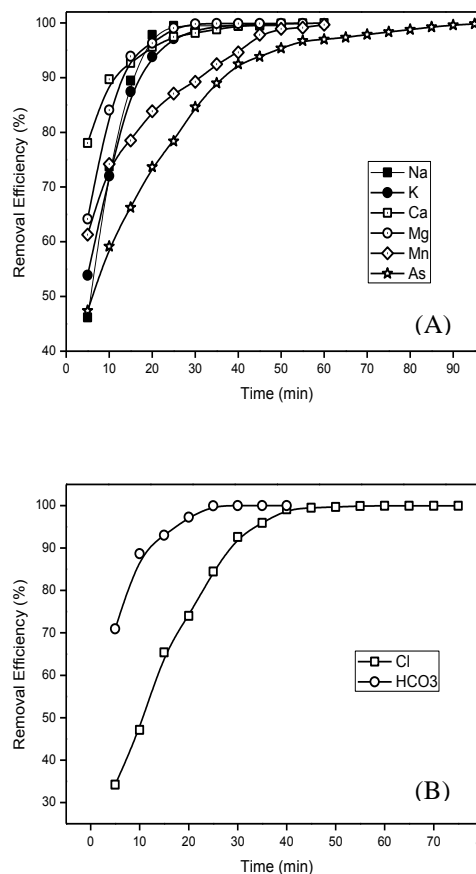 100
90
80
70
60
50
40
Removal Efficiency (%)
Na
K
Ca
Mg
Mn
As
(A)
0 10 20 30 40 50 60 70 80 90
Time (min)
100
90
80
70
60
50
40
30
Removal Efficiency (%)
Cl
HCO3
(B)
0 10 20 30 40 50 60 70
Time (min)